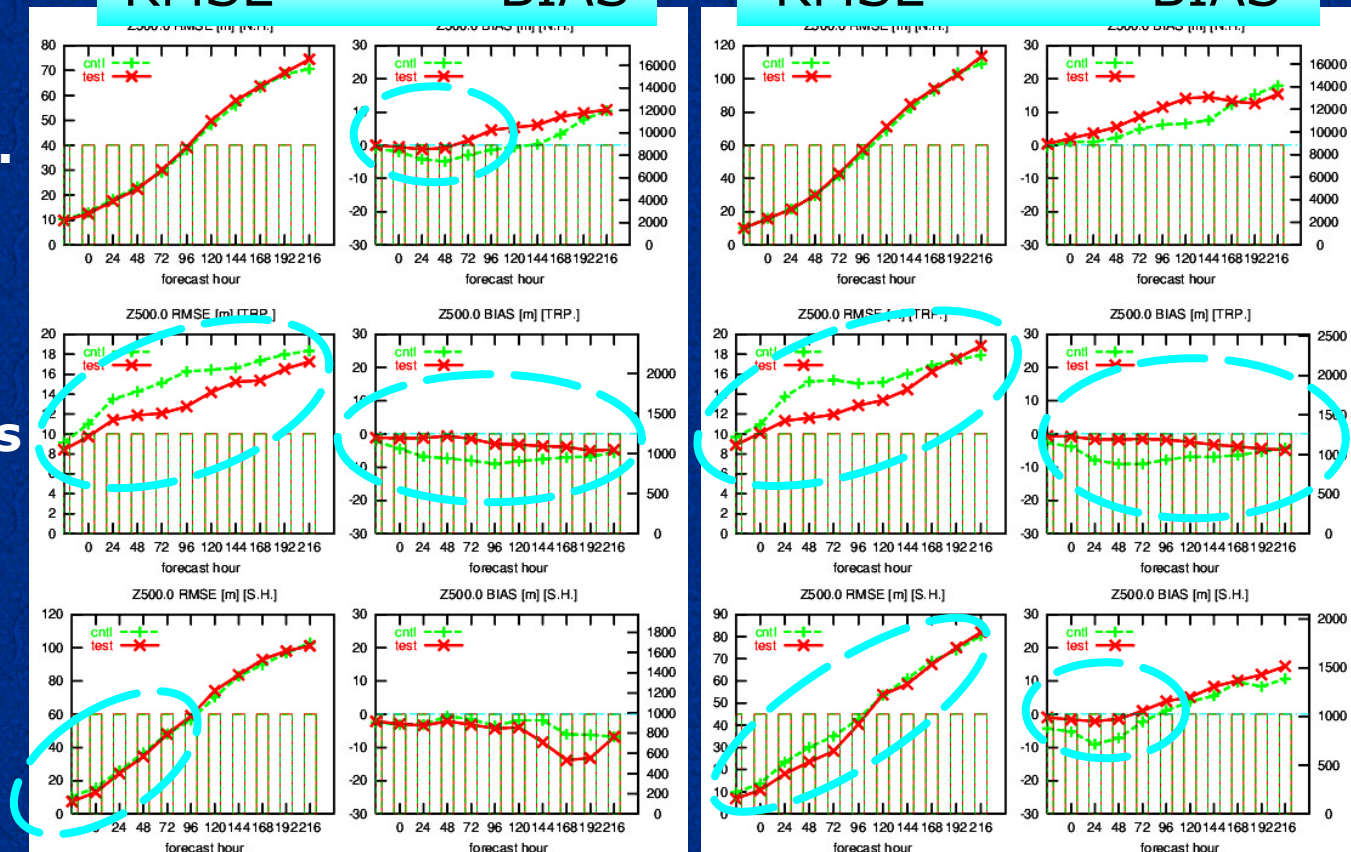 RMSE BIAS RMSE BIAS
Z500.0 RMSE [m] [N.H.] Z500.0 BIAS [m] [N.H.] Z500.0 RMSE [m] [N.H.] Z500.0 BIAS [m] [N.H.]
cntl
test
80
70
60
50
40
30
20
10
0
0 24 48 72 96 120 144 168 192 216
forecast hour
cntl
test
30
20
10
0
-10
-20
-30
16000
14000
12000
10000
8000
6000
4000
2000
0
0 24 48 72 96 120 144 168 192 216
forecast hour
cntl
test
120
100
80
60
40
20
0
0 24 48 72 96 120 144 168 192 216
forecast hour
cntl
test
30
20
10
0
-10
-20
-30
16000
14000
12000
10000
8000
6000
4000
2000
0
0 24 48 72 96 120 144 168 192 216
forecast hour
.
s
Z500.0 RMSE [m] [TRP.] Z500.0 BIAS [m] [TRP.] Z500.0 RMSE [m] [TRP.] Z500.0 BIAS [m] [TRP.]
cntl
test
20
18
16
14
12
10
8
6
4
2
0
0 24 48 72 96 120 144 168 192 216
forecast hour
cntl
test
30
20
10
0
-10
-20
-30
2000
1500
1000
500
0
0 24 48 72 96 120 144 168 192 216
forecast hour
cntl
test
20
18
16
14
12
10
8
6
4
2
0
0 24 48 72 96 120 144 168 192 216
forecast hour
cntl
test
30
20
10
0
-10
-20
-30
2500
2000
1500
1000
500
0
0 24 48 72 96 120 144 168 192 216
forecast hour
Z500.0 RMSE [m] [S.H.] Z500.0 BIAS [m] [S.H.] Z500.0 RMSE [m] [S.H.] Z500.0 BIAS [m] [S.H.]
cntl
test
120
100
80
60
40
20
0
0 24 48 72 96 120 144 168 192 216
forecast hour
cntl
test
30
20
10
0
-10
-20
-30
1800
1600
1400
1200
1000
800
600
400
200
0
0 24 48 72 96 120 144 168 192 216
forecast hour
cntl
test
90
80
70
60
50
40
30
20
10
0
0 24 48 72 96 120 144 168 192 216
forecast hour
cntl
test
30
20
10
0
-10
-20
-30
2000
1500
1000
500
0
0 24 48 72 96 120 144 168 192 216
forecast hour